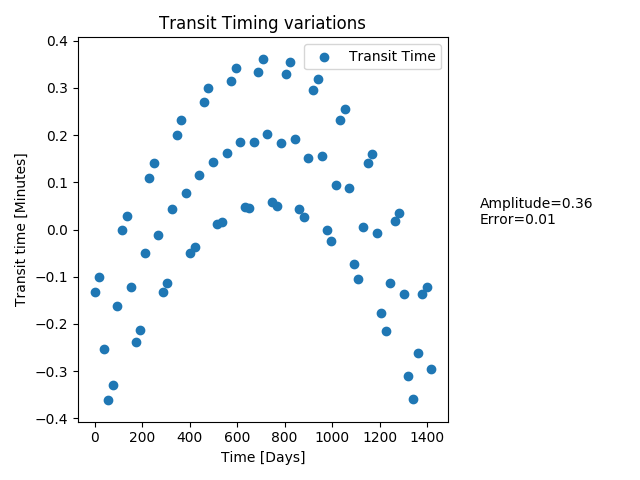 Transit Timing variations
Transit Time
0.4
0.3
0.2
0.1
0.0
−0.1
−0.2
−0.3
−0.4
Transit time [Minutes]
0 200 400 600 800 1000 1200 1400
Time [Days]
Amplitude=0.36
Error=0.01